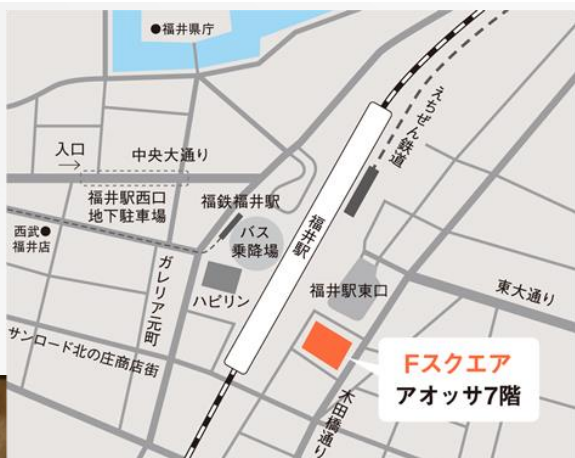 ●福井県庁
えちぜん鉄道
入口
→
中央大通り
福井駅西口
地下駐車場
福鉄福井駅
バス
乗降場
福井駅
西武●
福井店
ガレリア元町
ハピリン
福井駅東口
東大通り
サンロード北の庄商店街
Fスクエア
アオッサ7階
木田橋通り